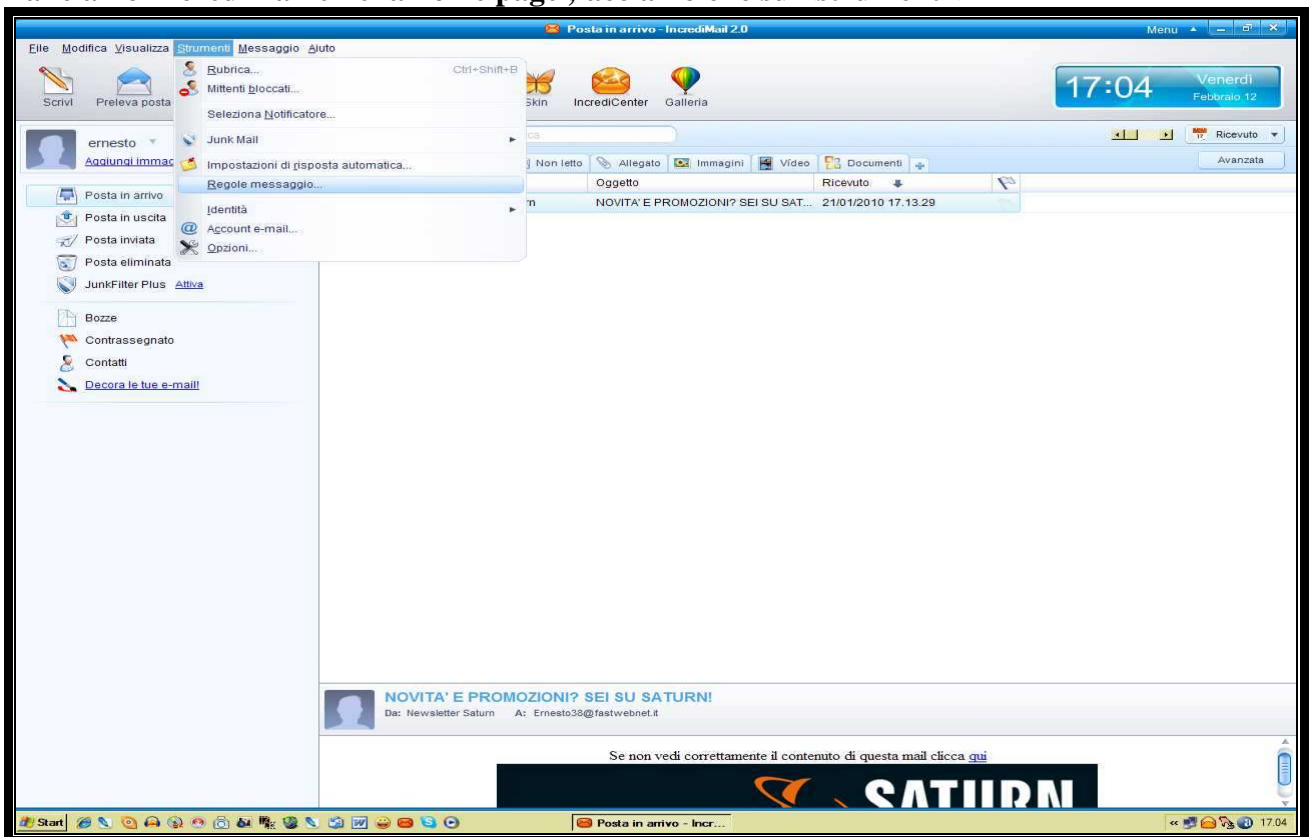 Posta in arrivo - IncrediMail 2.0
Menu
File Modifica Visualizza Strumenti Messaggio Aiuto
Scrivi Preleva posta Skin IncrediCenter Galleria
17:04 Venerdì
Febbraio 12
Rubrica... Ctrl+Shift+B
Mittenti bloccati...
Seleziona Notificatore...
Junk Mail
Impostazioni di risposta automatica...
Regole messaggio...
Identità
Account e-mail...
Opzioni...
ernesto
Aggiungi immag
Ricevuto
Non letto Allegato Immagini Video Documenti Avanzata
Oggetto Ricevuto
NOVITA' E PROMOZIONI? SEI SU SAT... 21/01/2010 17.13.29
Posta in arrivo
Posta in uscita
Posta inviata
Posta eliminata
JunkFilter Plus Attiva
Bozze
Contrassegnato
Contatti
Decora le tue e-mail!
NOVITA' E PROMOZIONI? SEI SU SATURN!
Da: Newsletter Saturn A: Ernesto38@fastwebnet.it
Se non vedi correttamente il contenuto di questa mail clicca qui
SATURN
Start Posta in arrivo - Incr... 17.04